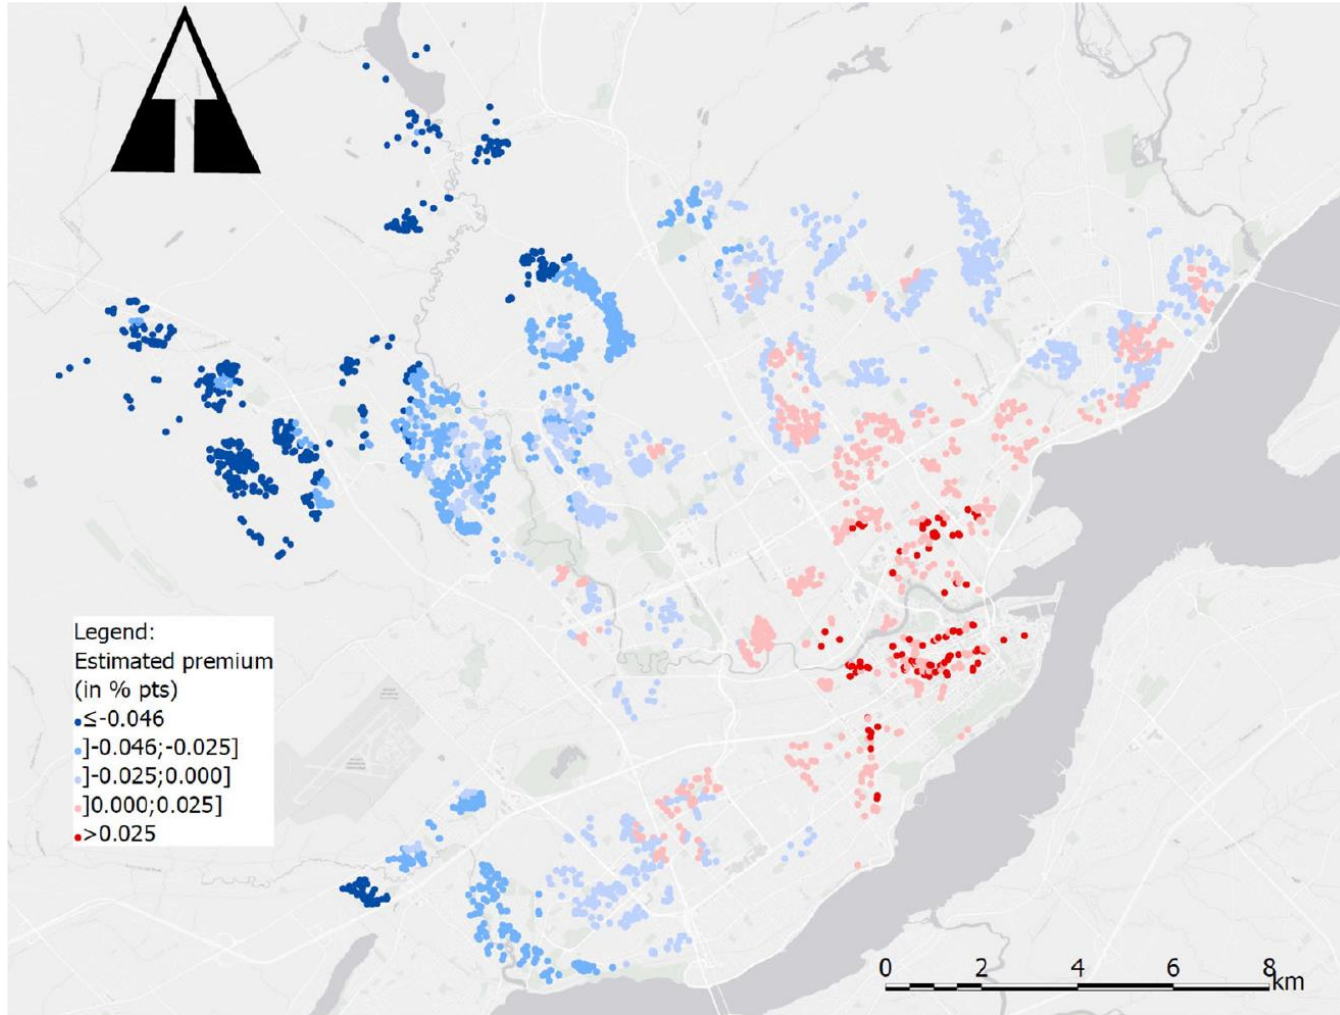 Legend:
Estimated premium
(in % pts)
≤-0.046
]-0.046;-0.025]
]-0.025;0.000]
]0.000;0.025]
>0.025
0 2 4 6 8 km